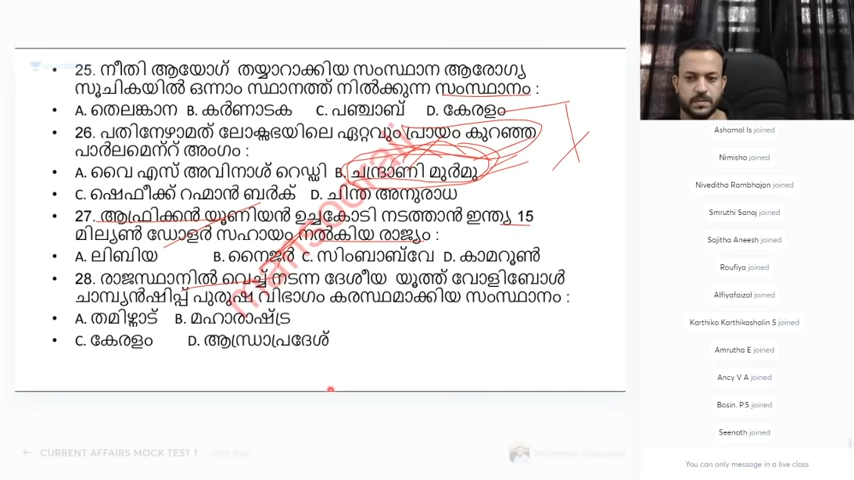 25. നീതി ആയോഗ് തയ്യാറാക്കിയ സംസ്ഥാന ആരോഗ്യ
സൂചികയിൽ ഒന്നാം സ്ഥാനത്ത് നിൽക്കുന്ന സംസ്ഥാനം :
A. തെലങ്കാന B. കർണാടക C. പഞ്ചാബ് D. കേരളം
26. പതിനേഴാമത് ലോക്സഭയിലെ ഏറ്റവും പ്രായം കുറഞ്ഞ
പാർലമെന്റ് അംഗം :
A. വൈ എസ് അവിനാശ് റെഡ്ഡി B. ചന്ദ്രാണി മുർമു
C. ഷെഫീക്ക് റഹ്മാൻ ബർക് D. ചിന്ത അനുരാധ
27. ആഫ്രിക്കൻ യൂണിയൻ ഉച്ചകോടി നടത്താൻ ഇന്ത്യ 15
മില്യൺ ഡോളർ സഹായം നൽകിയ രാജ്യം :
A. ലിബിയ B. നൈജർ C. സിംബാബ്‌വേ D. കാമറൂൺ
28. രാജസ്ഥാനിൽ വെച്ച് നടന്ന ദേശീയ യൂത്ത് വോളിബോൾ
ചാമ്പ്യൻഷിപ്പ് പുരുഷ വിഭാഗം കരസ്ഥമാക്കിയ സംസ്ഥാനം :
A. തമിഴ്നാട് B. മഹാരാഷ്ട്ര
C. കേരളം D. ആന്ധ്രാപ്രദേശ്
mansoorali
CURRENT AFFAIRS MOCK TEST 1
Ashamol Is joined
Nimisha joined
Niveditha Rambhajan joined
Smruthi Sanoj joined
Sajitha Aneesh joined
Roufiya joined
Alfiyafaizal joined
Karthika Karthikashalin S joined
Amrutha E joined
Ancy V A joined
Bosin. P.S joined
Seenath joined
You can only message in a live class